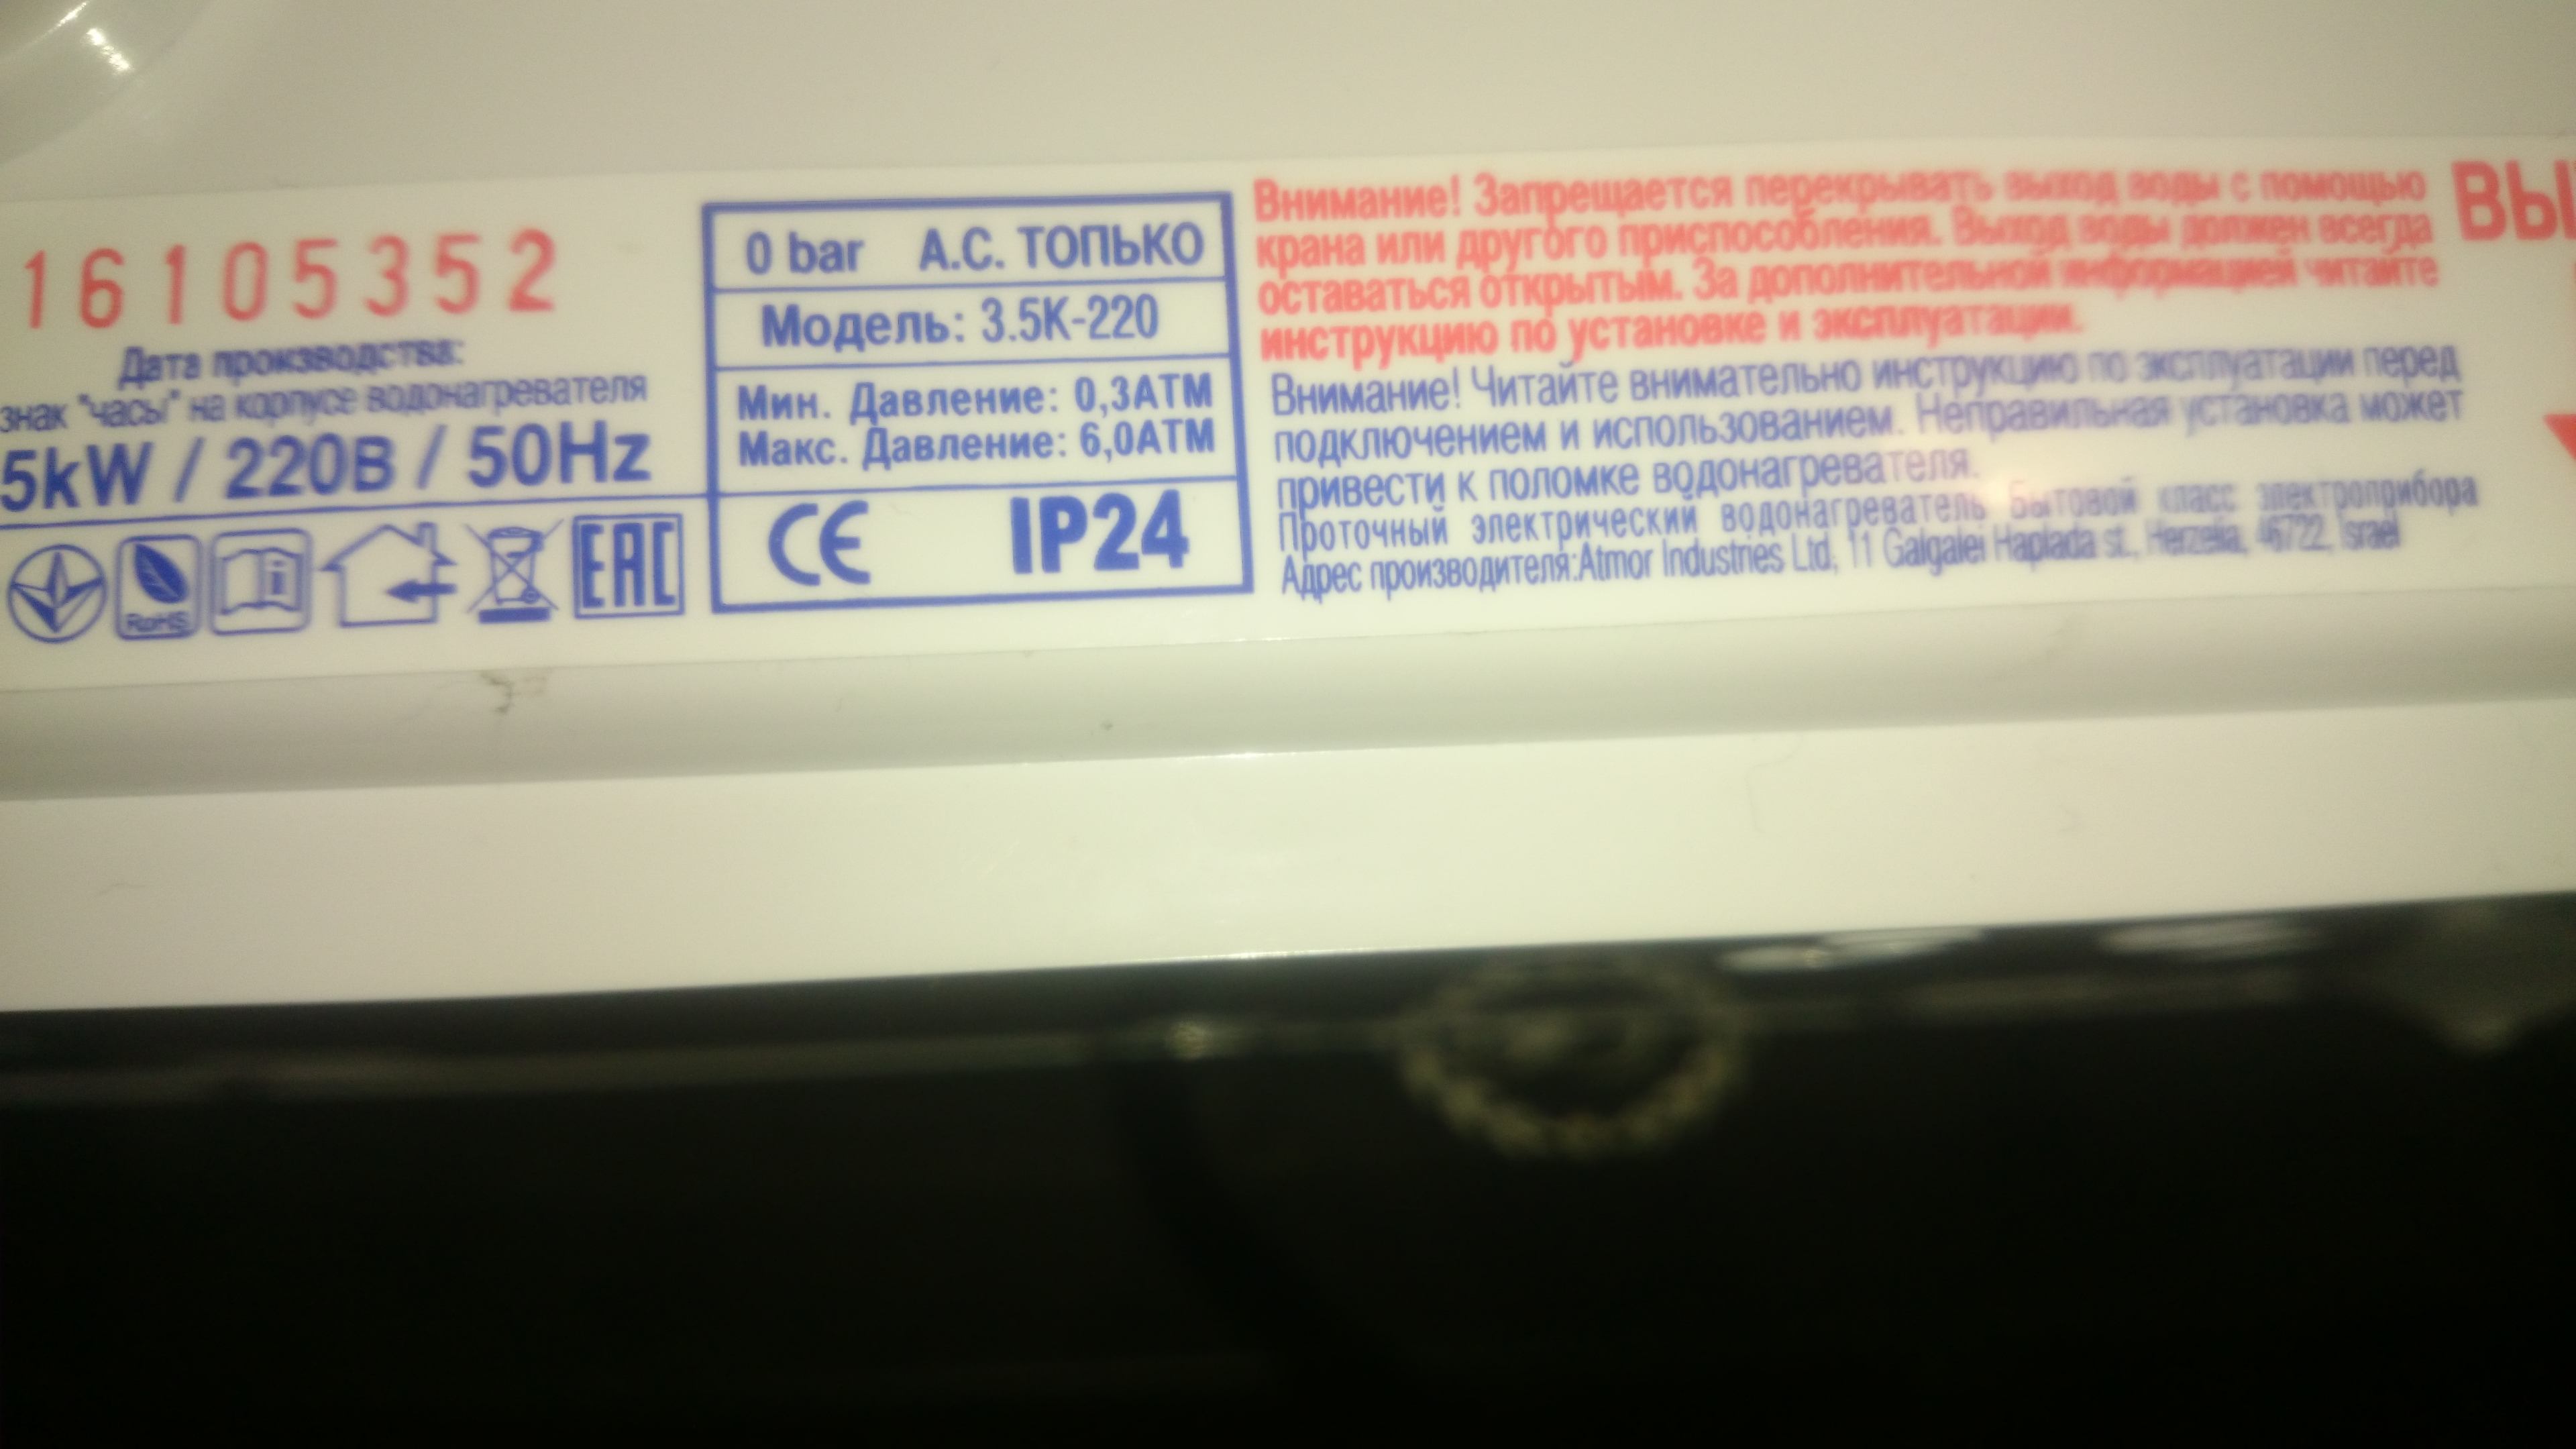 16105352
Дата производства:
знак "часы" на корпусе водонагревателя
5kW / 220В / 50Hz
RoHS
EAC
0 bar А.С. ТОПЬКО
Модель: 3.5K-220
Мин. Давление: 0,3АТМ
Макс. Давление: 6,0АТМ
CE IP24
Внимание! Запрещается перекрывать выход воды с помощью
крана или другого приспособления. Выход воды должен всегда
оставаться открытым. За дополнительной информацией читайте
инструкцию по установке и эксплуатации.
Внимание! Читайте внимательно инструкцию по эксплуатации перед
подключением и использованием. Неправильная установка может
привести к поломке водонагревателя.
Проточный электрический водонагреватель Бытовой класс электроприбора
Адрес производителя:Atmor Industries Ltd, 11 Galgalei Haplada st., Herzelia, 46722, Israel
ВЫ